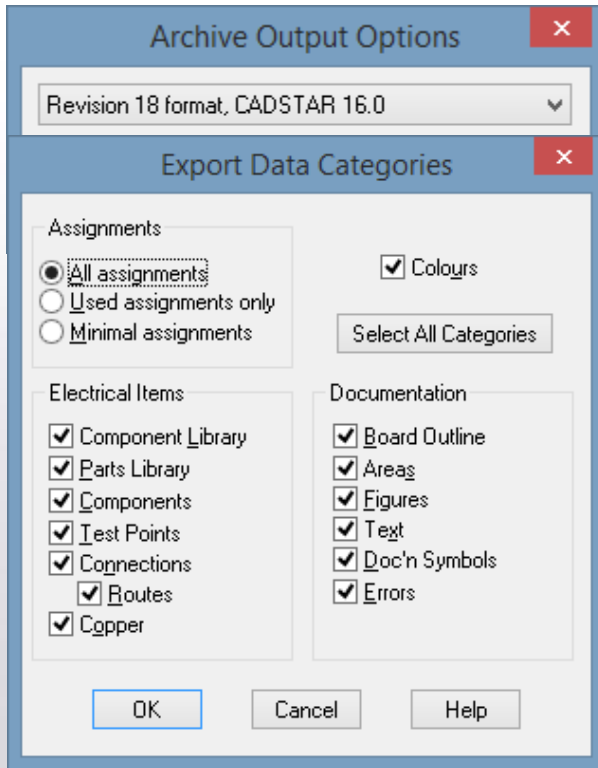 Archive Output Options
Revision 18 format, CADSTAR 16.0
Export Data Categories
Assignments
All assignments
Used assignments only
Minimal assignments
Colours
Select All Categories
Electrical Items
Component Library
Parts Library
Components
Test Points
Connections
Routes
Copper
Documentation
Board Outline
Areas
Figures
Text
Doc'n Symbols
Errors
OK
Cancel
Help